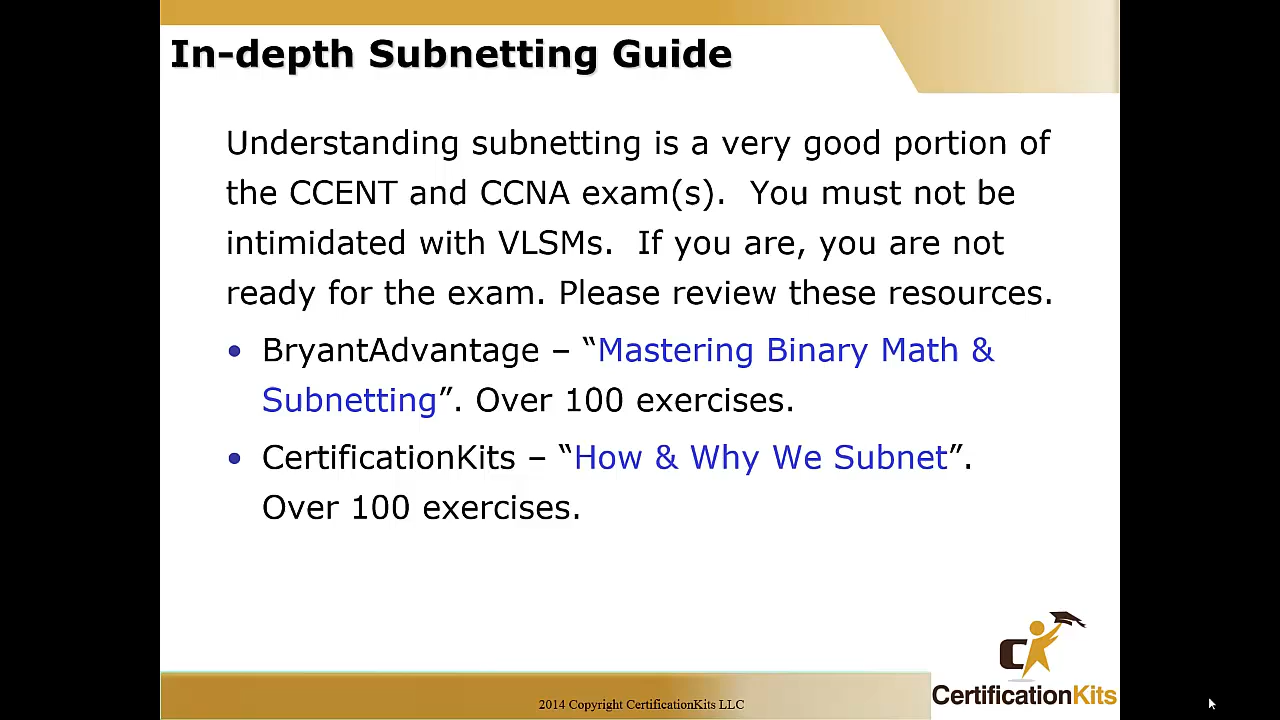 In-depth Subnetting Guide
Understanding subnetting is a very good portion of
the CCENT and CCNA exam(s).  You must not be
intimidated with VLSMs.  If you are, you are not
ready for the exam. Please review these resources.
• BryantAdvantage – “Mastering Binary Math &
Subnetting”. Over 100 exercises.
• CertificationKits – “How & Why We Subnet”.
Over 100 exercises.
C
CertificationKits
2014 Copyright CertificationKits LLC